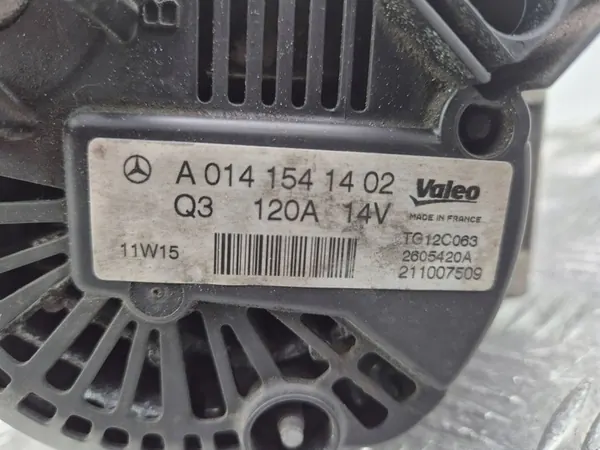 A 014 154 14 02
Valeo
Q3 120A 14V
MADE IN FRANCE
TG12C063
11W15
2605420A
211007509